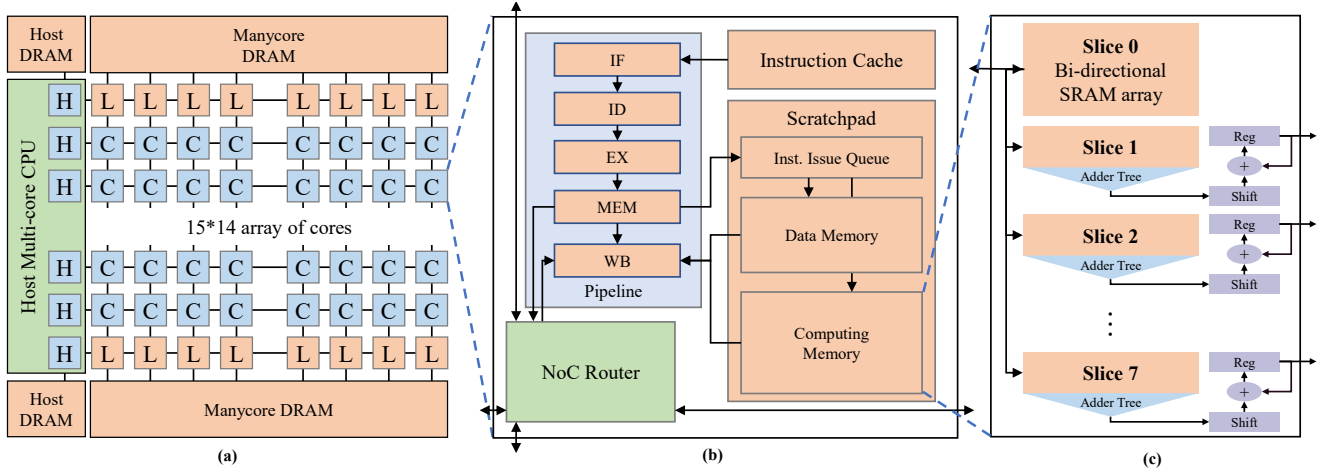 Host
DRAM
Manycore
DRAM
Host Multi-core CPU
H L L L L L L L L
H C C C C C C C C
H C C C C C C C C
15*14 array of cores
H C C C C C C C C
H C C C C C C C C
H L L L L L L L L
Host
DRAM
Manycore DRAM
(a)
IF
ID
EX
MEM
WB
Pipeline
Instruction Cache
Scratchpad
Inst. Issue Queue
Data Memory
Computing
Memory
NoC Router
(b)
Slice 0
Bi-directional
SRAM array
Slice 1
Adder Tree
Reg
+
Shift
Slice 2
Adder Tree
Reg
+
Shift
⋮
Slice 7
Adder Tree
Reg
+
Shift
(c)